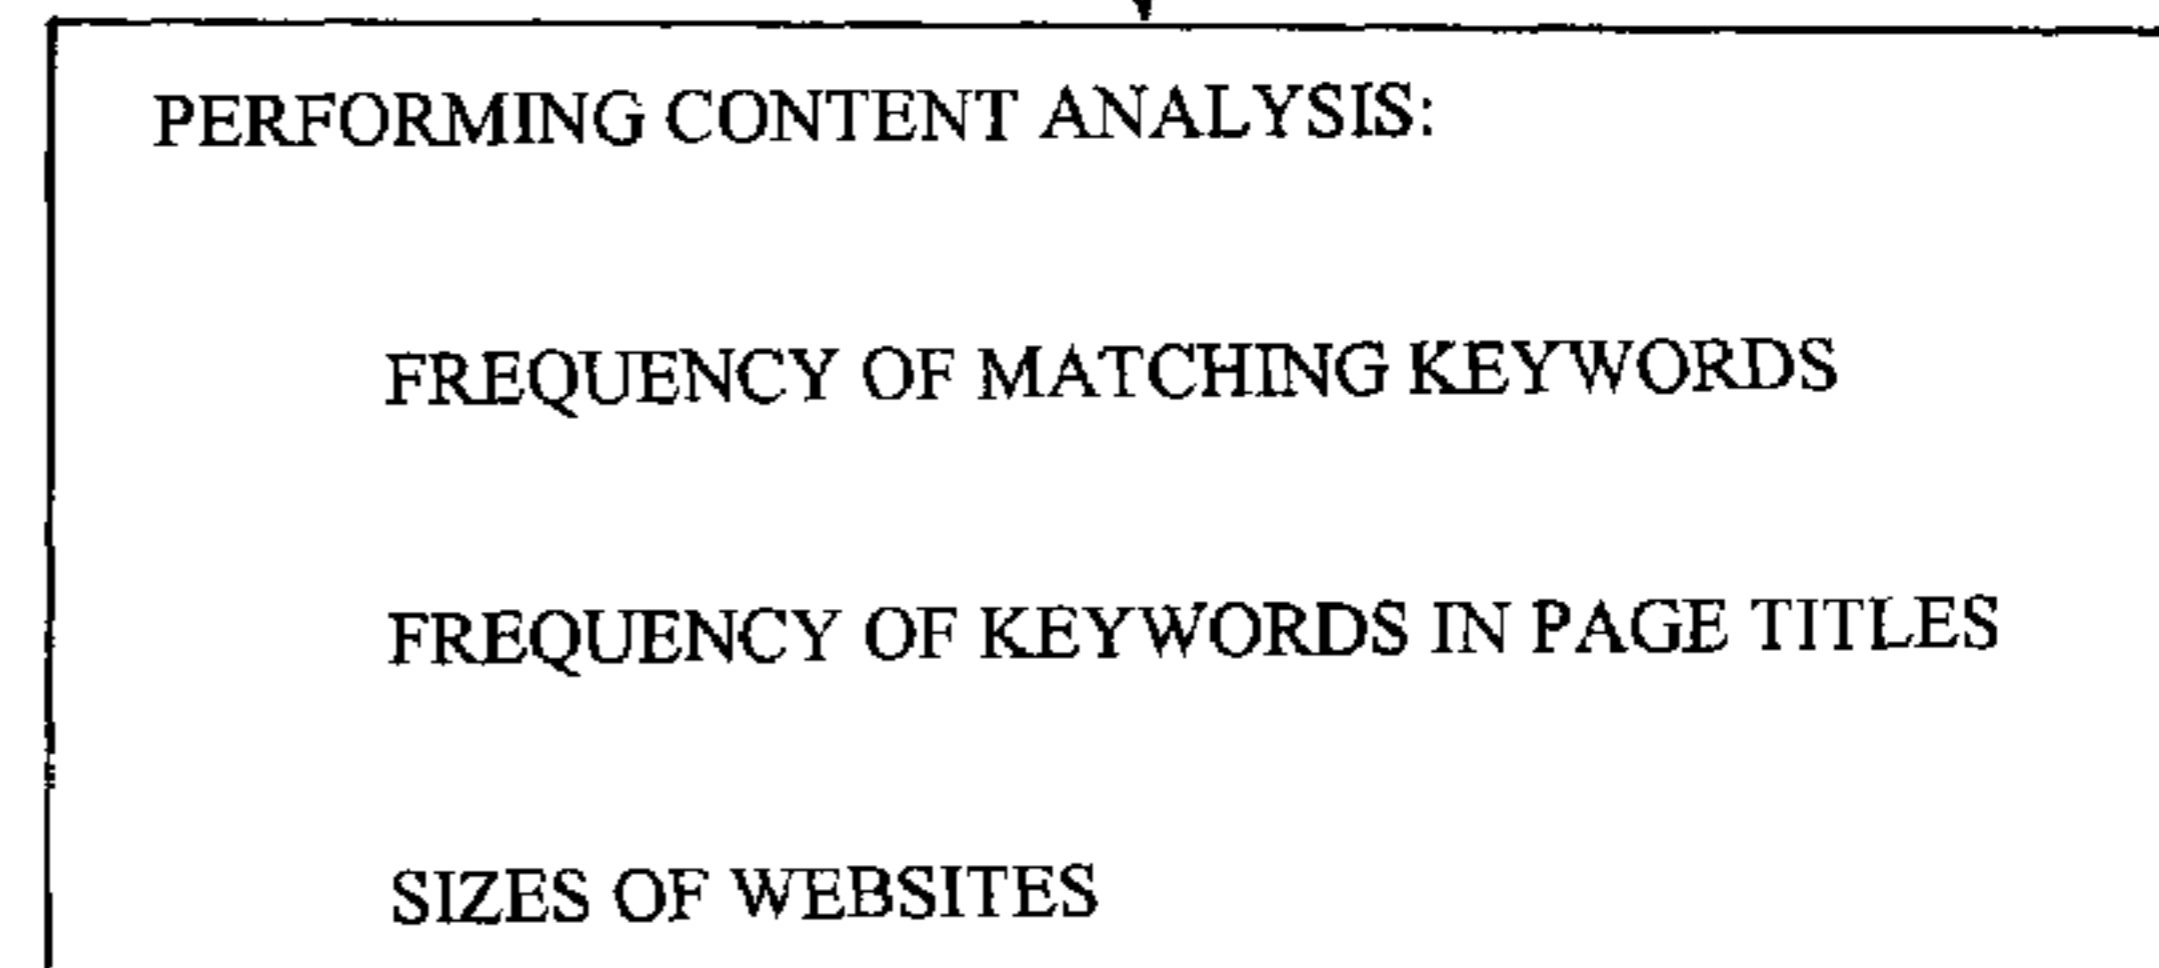 PERFORMING CONTENT ANALYSIS:
FREQUENCY OF MATCHING KEYWORDS
FREQUENCY OF KEYWORDS IN PAGE TITLES
SIZES OF WEBSITES